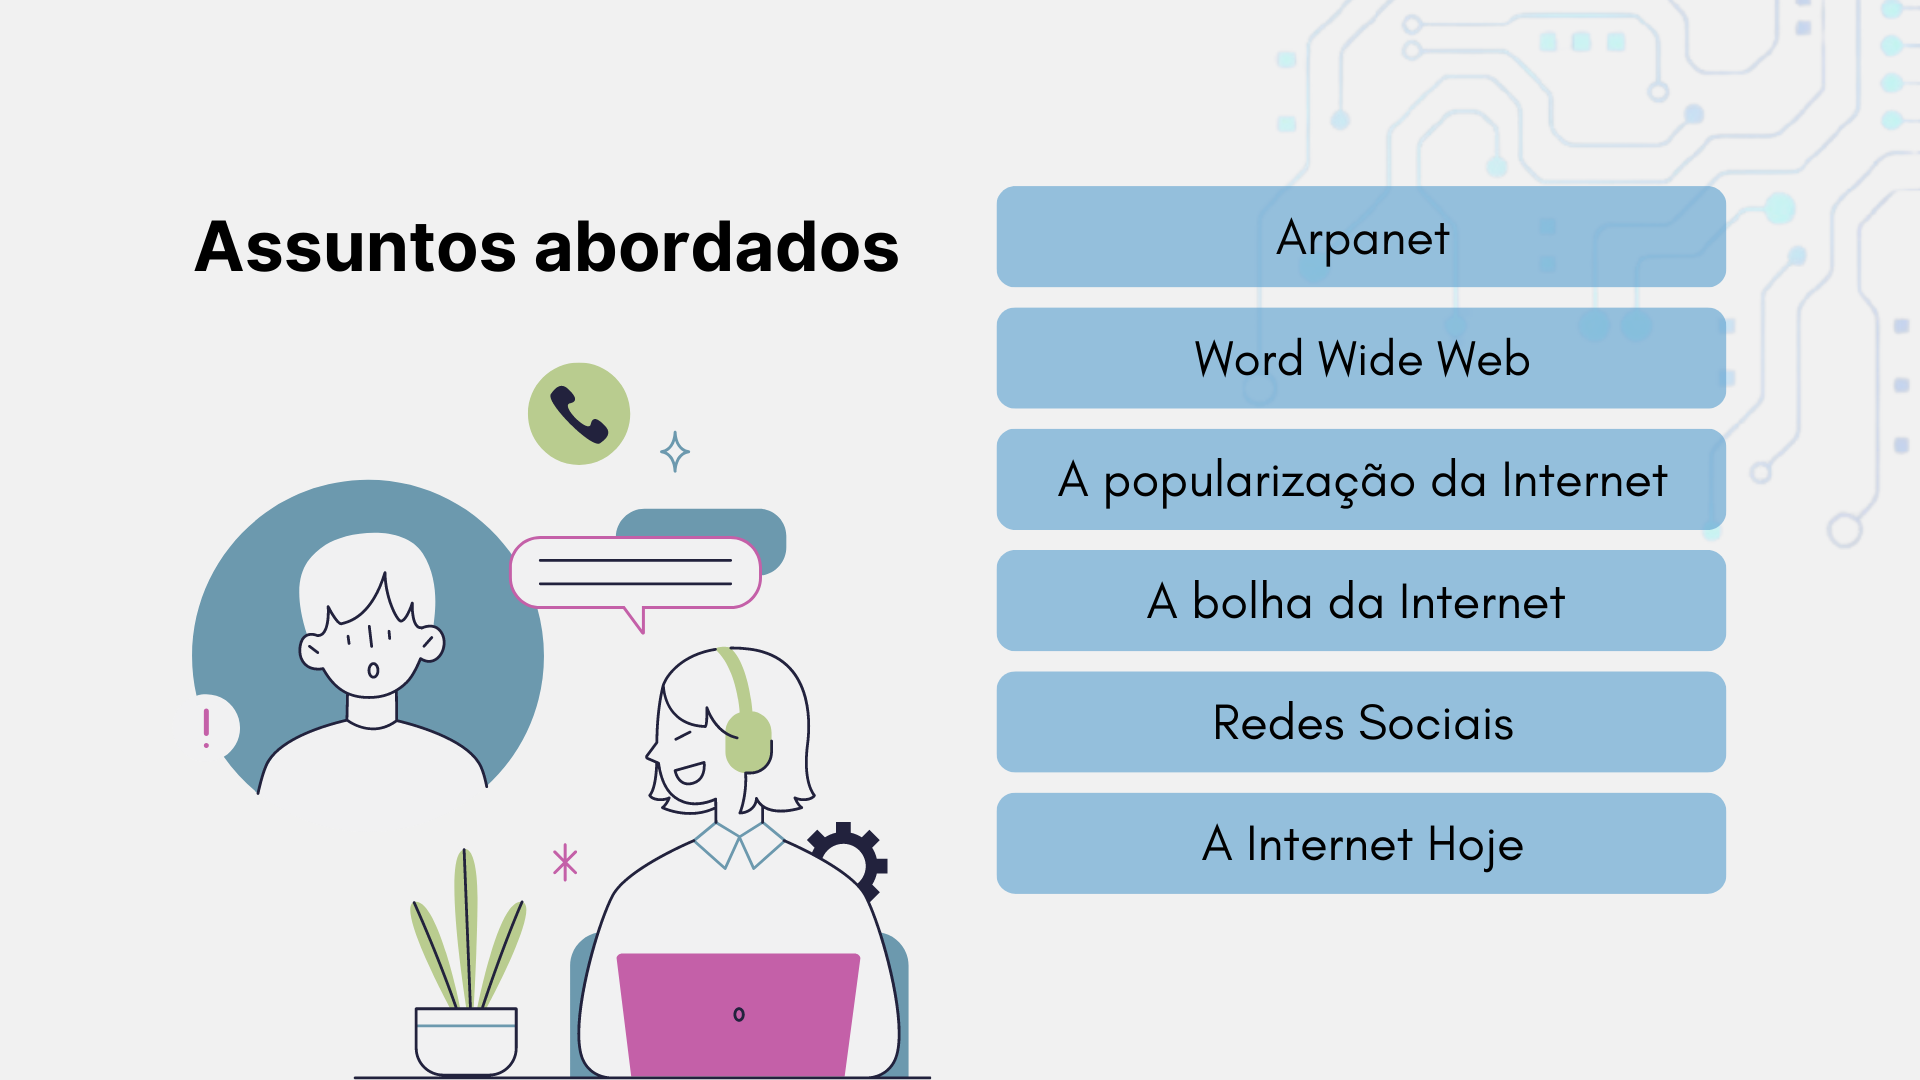 Assuntos abordados
Arpanet
Word Wide Web
A popularização da Internet
A bolha da Internet
Redes Sociais
A Internet Hoje